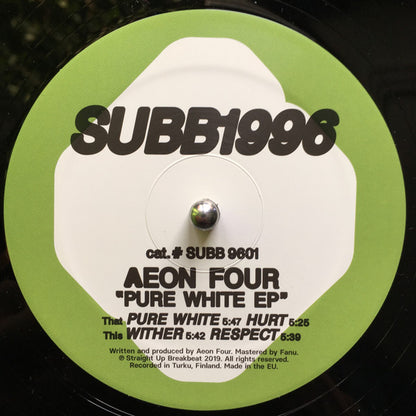 SUBB1996
cat.# SUBB 9601
AEON FOUR
"PURE WHITE EP"
That PURE WHITE 5:47 HURT 5:25
This WITHER 5:42 RESPECT 5:39
Written and produced by Aeon Four. Mastered by Fanu.
℗ Straight Up Breakbeat 2019. All rights reserved.
Recorded in Turku, Finland. Made in the EU.